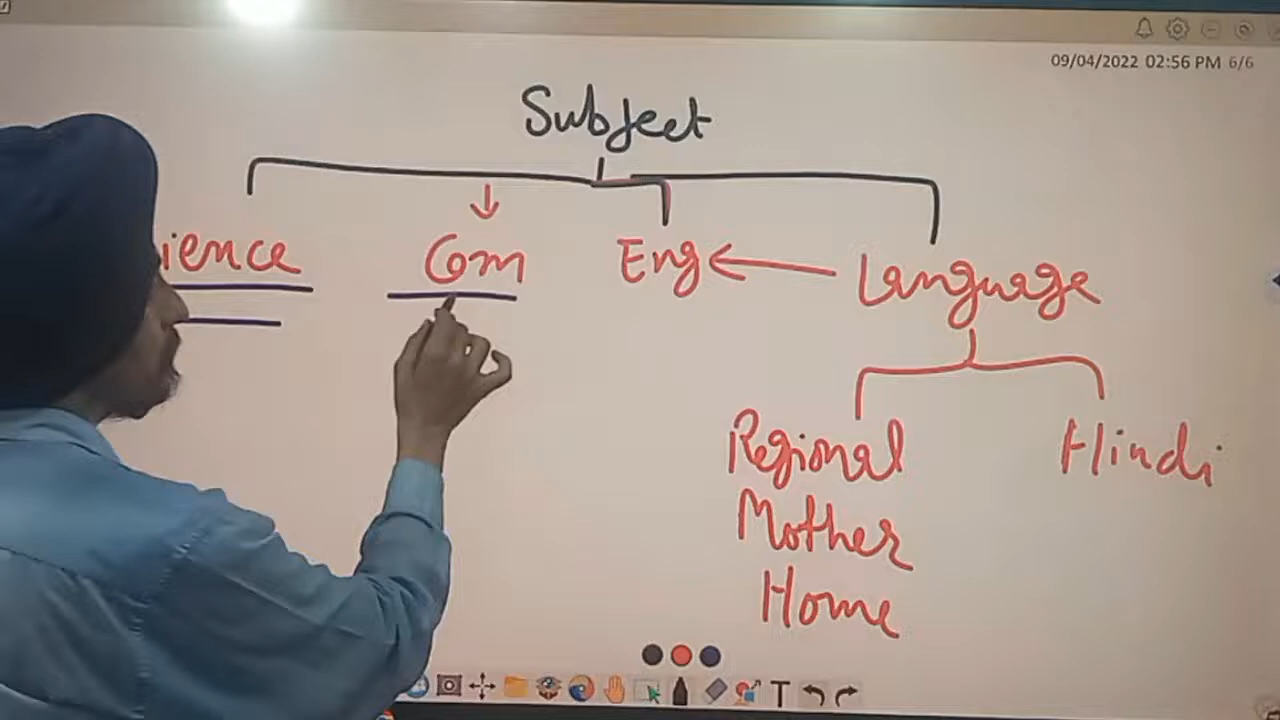 09/04/2022 02:56 PM 6/6
Subject
ience Com Eng Language
Regional Hindi
Mother
Home
T